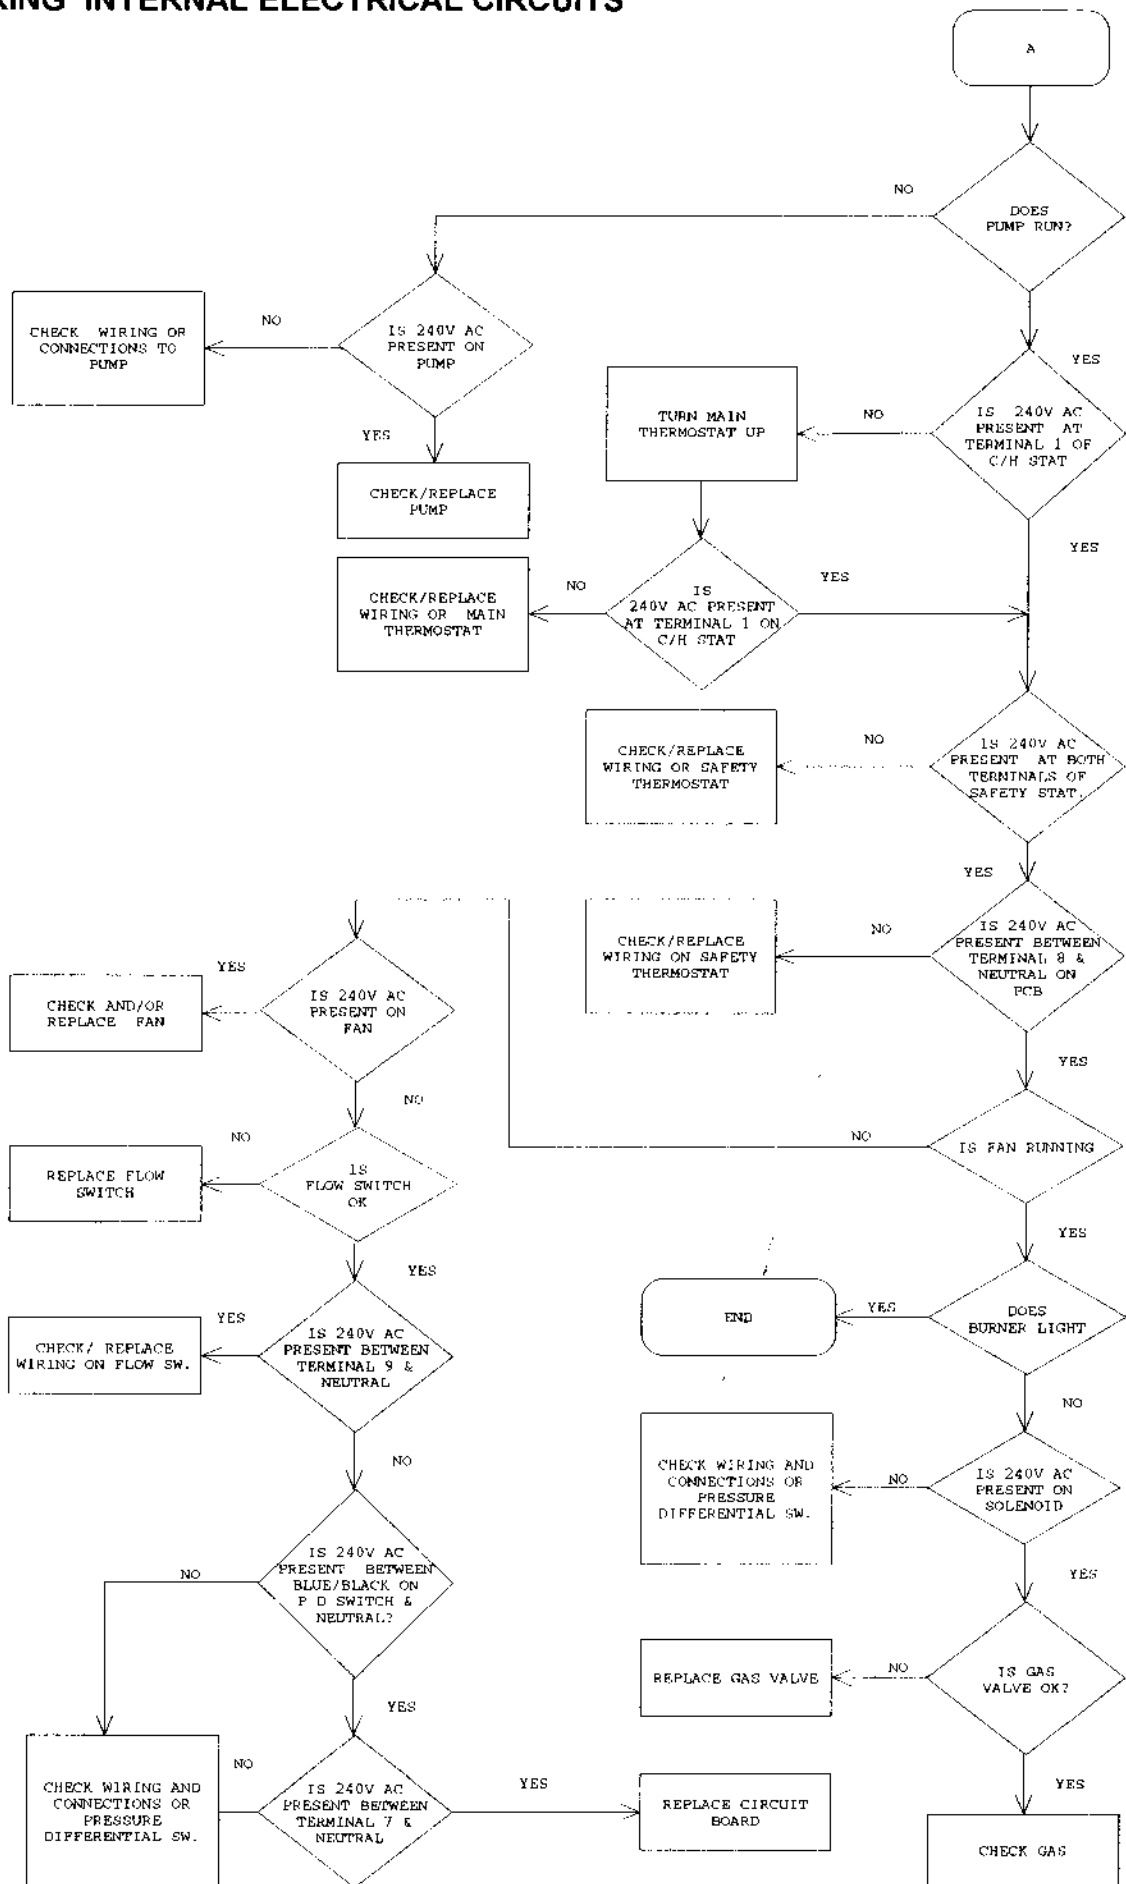 KING INTERNAL ELECTRICAL CIRCUITS
A
NO
DOES
PUMP RUN?
CHECK WIRING OR
CONNECTIONS TO
PUMP
NO
IS 240V AC
PRESENT ON
PUMP
YES
TURN MAIN
THERMOSTAT UP
NO
IS 240V AC
PRESENT AT
TERMINAL 1 OF
C/H STAT
YES
CHECK/REPLACE
PUMP
YES
CHECK/REPLACE
WIRING OR MAIN
THERMOSTAT
NO
IS
240V AC PRESENT
AT TERMINAL 1 ON
C/H STAT
YES
CHECK/REPLACE
WIRING OR SAFETY
THERMOSTAT
NO
IS 240V AC
PRESENT AT BOTH
TERMINALS OF
SAFETY STAT.
YES
CHECK/REPLACE
WIRING ON SAFETY
THERMOSTAT
NO
IS 240V AC
PRESENT BETWEEN
TERMINAL 8 &
NEUTRAL ON
PCB
YES
CHECK AND/OR
REPLACE FAN
YES
IS 240V AC
PRESENT ON
FAN
NO
NO
IS FAN RUNNING
YES
REPLACE FLOW
SWITCH
NO
IS
FLOW SWITCH
OK
YES
END
YES
DOES
BURNER LIGHT
NO
CHECK/ REPLACE
WIRING ON FLOW SW.
YES
IS 240V AC
PRESENT BETWEEN
TERMINAL 9 &
NEUTRAL
NO
CHECK WIRING AND
CONNECTIONS OR
PRESSURE
DIFFERENTIAL SW.
NO
IS 240V AC
PRESENT ON
SOLENOID
YES
NO
IS 240V AC
PRESENT BETWEEN
BLUE/BLACK ON
P D SWITCH &
NEUTRAL?
YES
REPLACE GAS VALVE
NO
IS GAS
VALVE OK?
YES
CHECK WIRING AND
CONNECTIONS OR
PRESSURE
DIFFERENTIAL SW.
NO
IS 240V AC
PRESENT BETWEEN
TERMINAL 7 &
NEUTRAL
YES
REPLACE CIRCUIT
BOARD
CHECK GAS